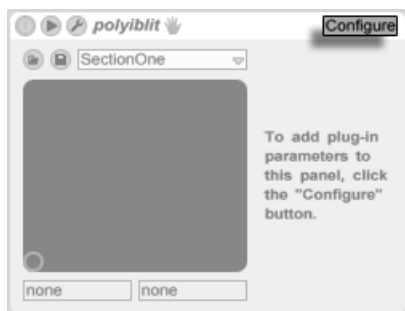 polyiblit
Configure
SectionOne
To add plug-in
parameters to
this panel, click
the "Configure"
button.
none
none